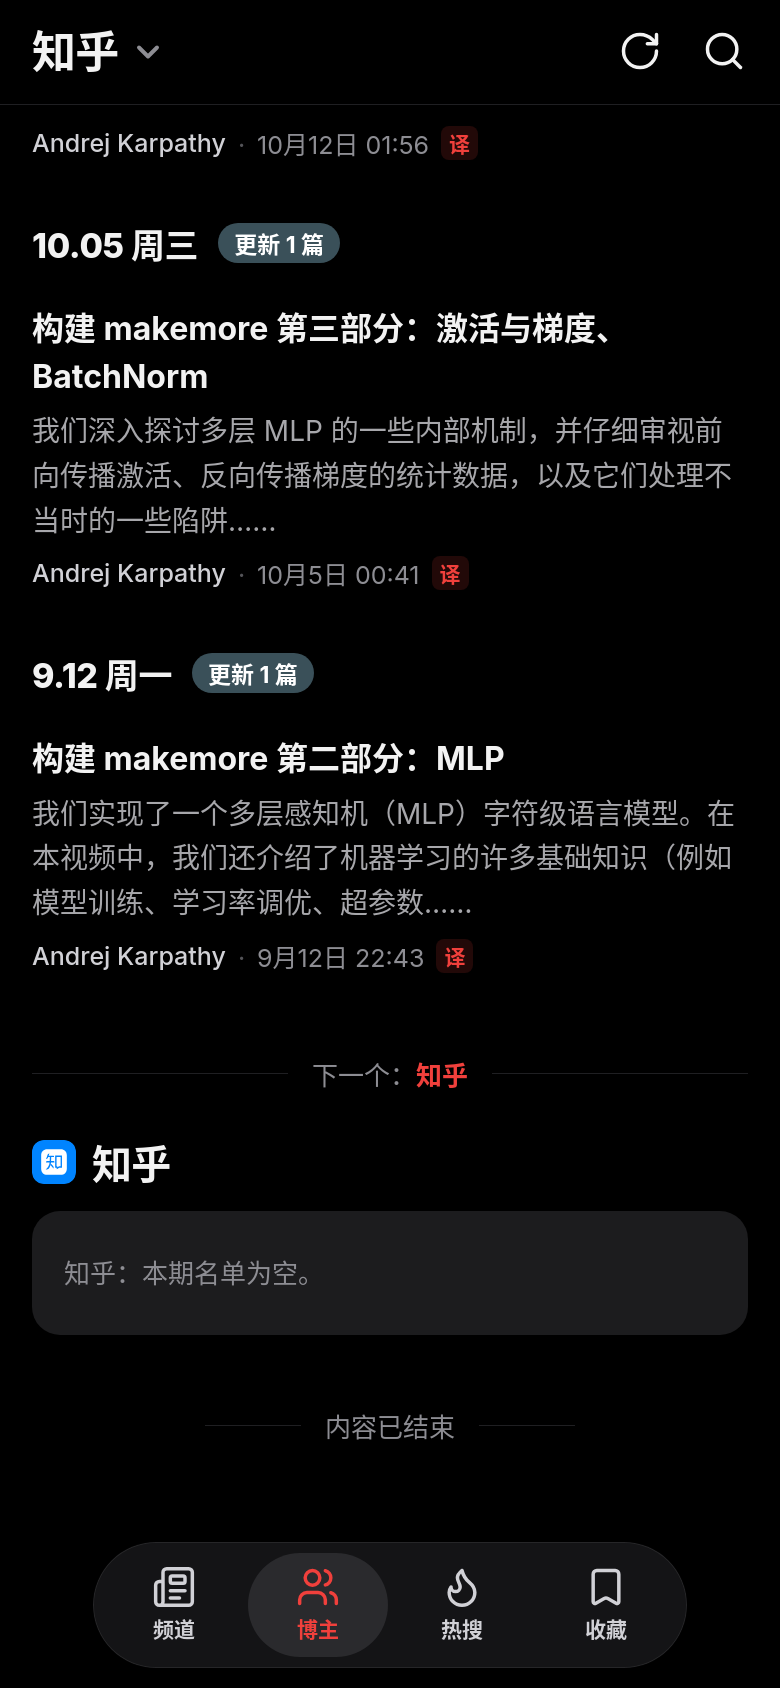 知乎
Andrej Karpathy · 10月12日 01:56 译
10.05 周三 更新 1 篇
构建 makemore 第三部分：激活与梯度、
BatchNorm
我们深入探讨多层 MLP 的一些内部机制，并仔细审视前
向传播激活、反向传播梯度的统计数据，以及它们处理不
当时的一些陷阱……
Andrej Karpathy · 10月5日 00:41 译
9.12 周一 更新 1 篇
构建 makemore 第二部分：MLP
我们实现了一个多层感知机（MLP）字符级语言模型。在
本视频中，我们还介绍了机器学习的许多基础知识（例如
模型训练、学习率调优、超参数……
Andrej Karpathy · 9月12日 22:43 译
下一个：知乎
知 知乎
知乎：本期名单为空。
内容已结束
频道 博主 热搜 收藏